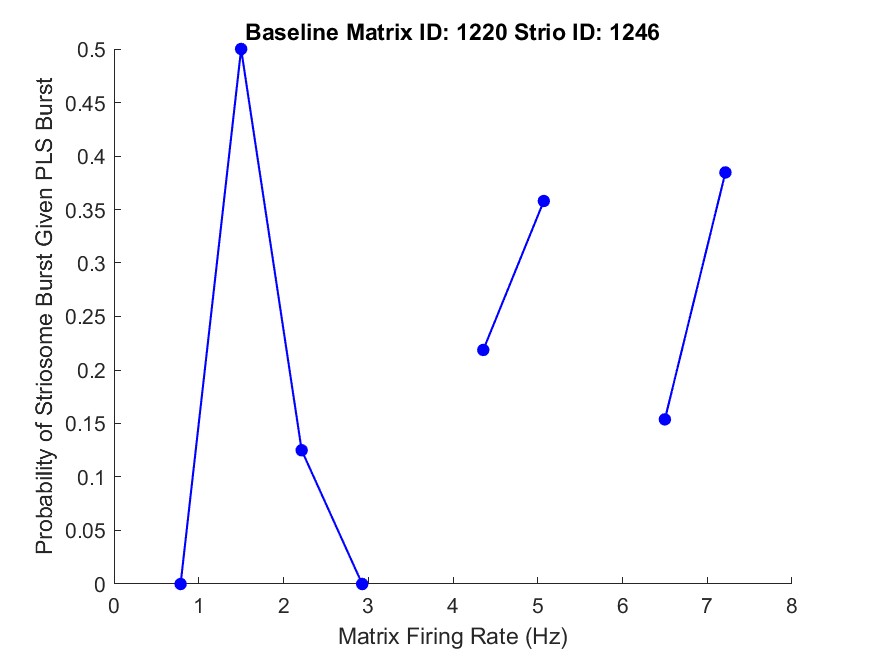 Baseline Matrix ID: 1220 Strio ID: 1246
Probability of Striosome Burst Given PLS Burst
0.5
0.45
0.4
0.35
0.3
0.25
0.2
0.15
0.1
0.05
0
0 1 2 3 4 5 6 7 8
Matrix Firing Rate (Hz)